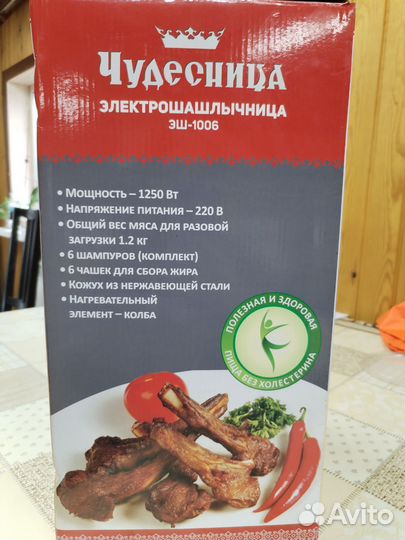 ЧУДЕСНИЦА
ЭЛЕКТРОШАШЛЫЧНИЦА
ЭШ-1006
• МОЩНОСТЬ – 1250 Вт
• НАПРЯЖЕНИЕ ПИТАНИЯ – 220 В
• ОБЩИЙ ВЕС МЯСА ДЛЯ РАЗОВОЙ
ЗАГРУЗКИ 1.2 кг
• 6 ШАМПУРОВ (КОМПЛЕКТ)
• 6 ЧАШЕК ДЛЯ СБОРА ЖИРА
• КОЖУХ ИЗ НЕРЖАВЕЮЩЕЙ СТАЛИ
• НАГРЕВАТЕЛЬНЫЙ
ЭЛЕМЕНТ – КОЛБА
ПОЛЕЗНАЯ И ЗДОРОВАЯ
ПИЩА БЕЗ ХОЛЕСТЕРИНА
Avito